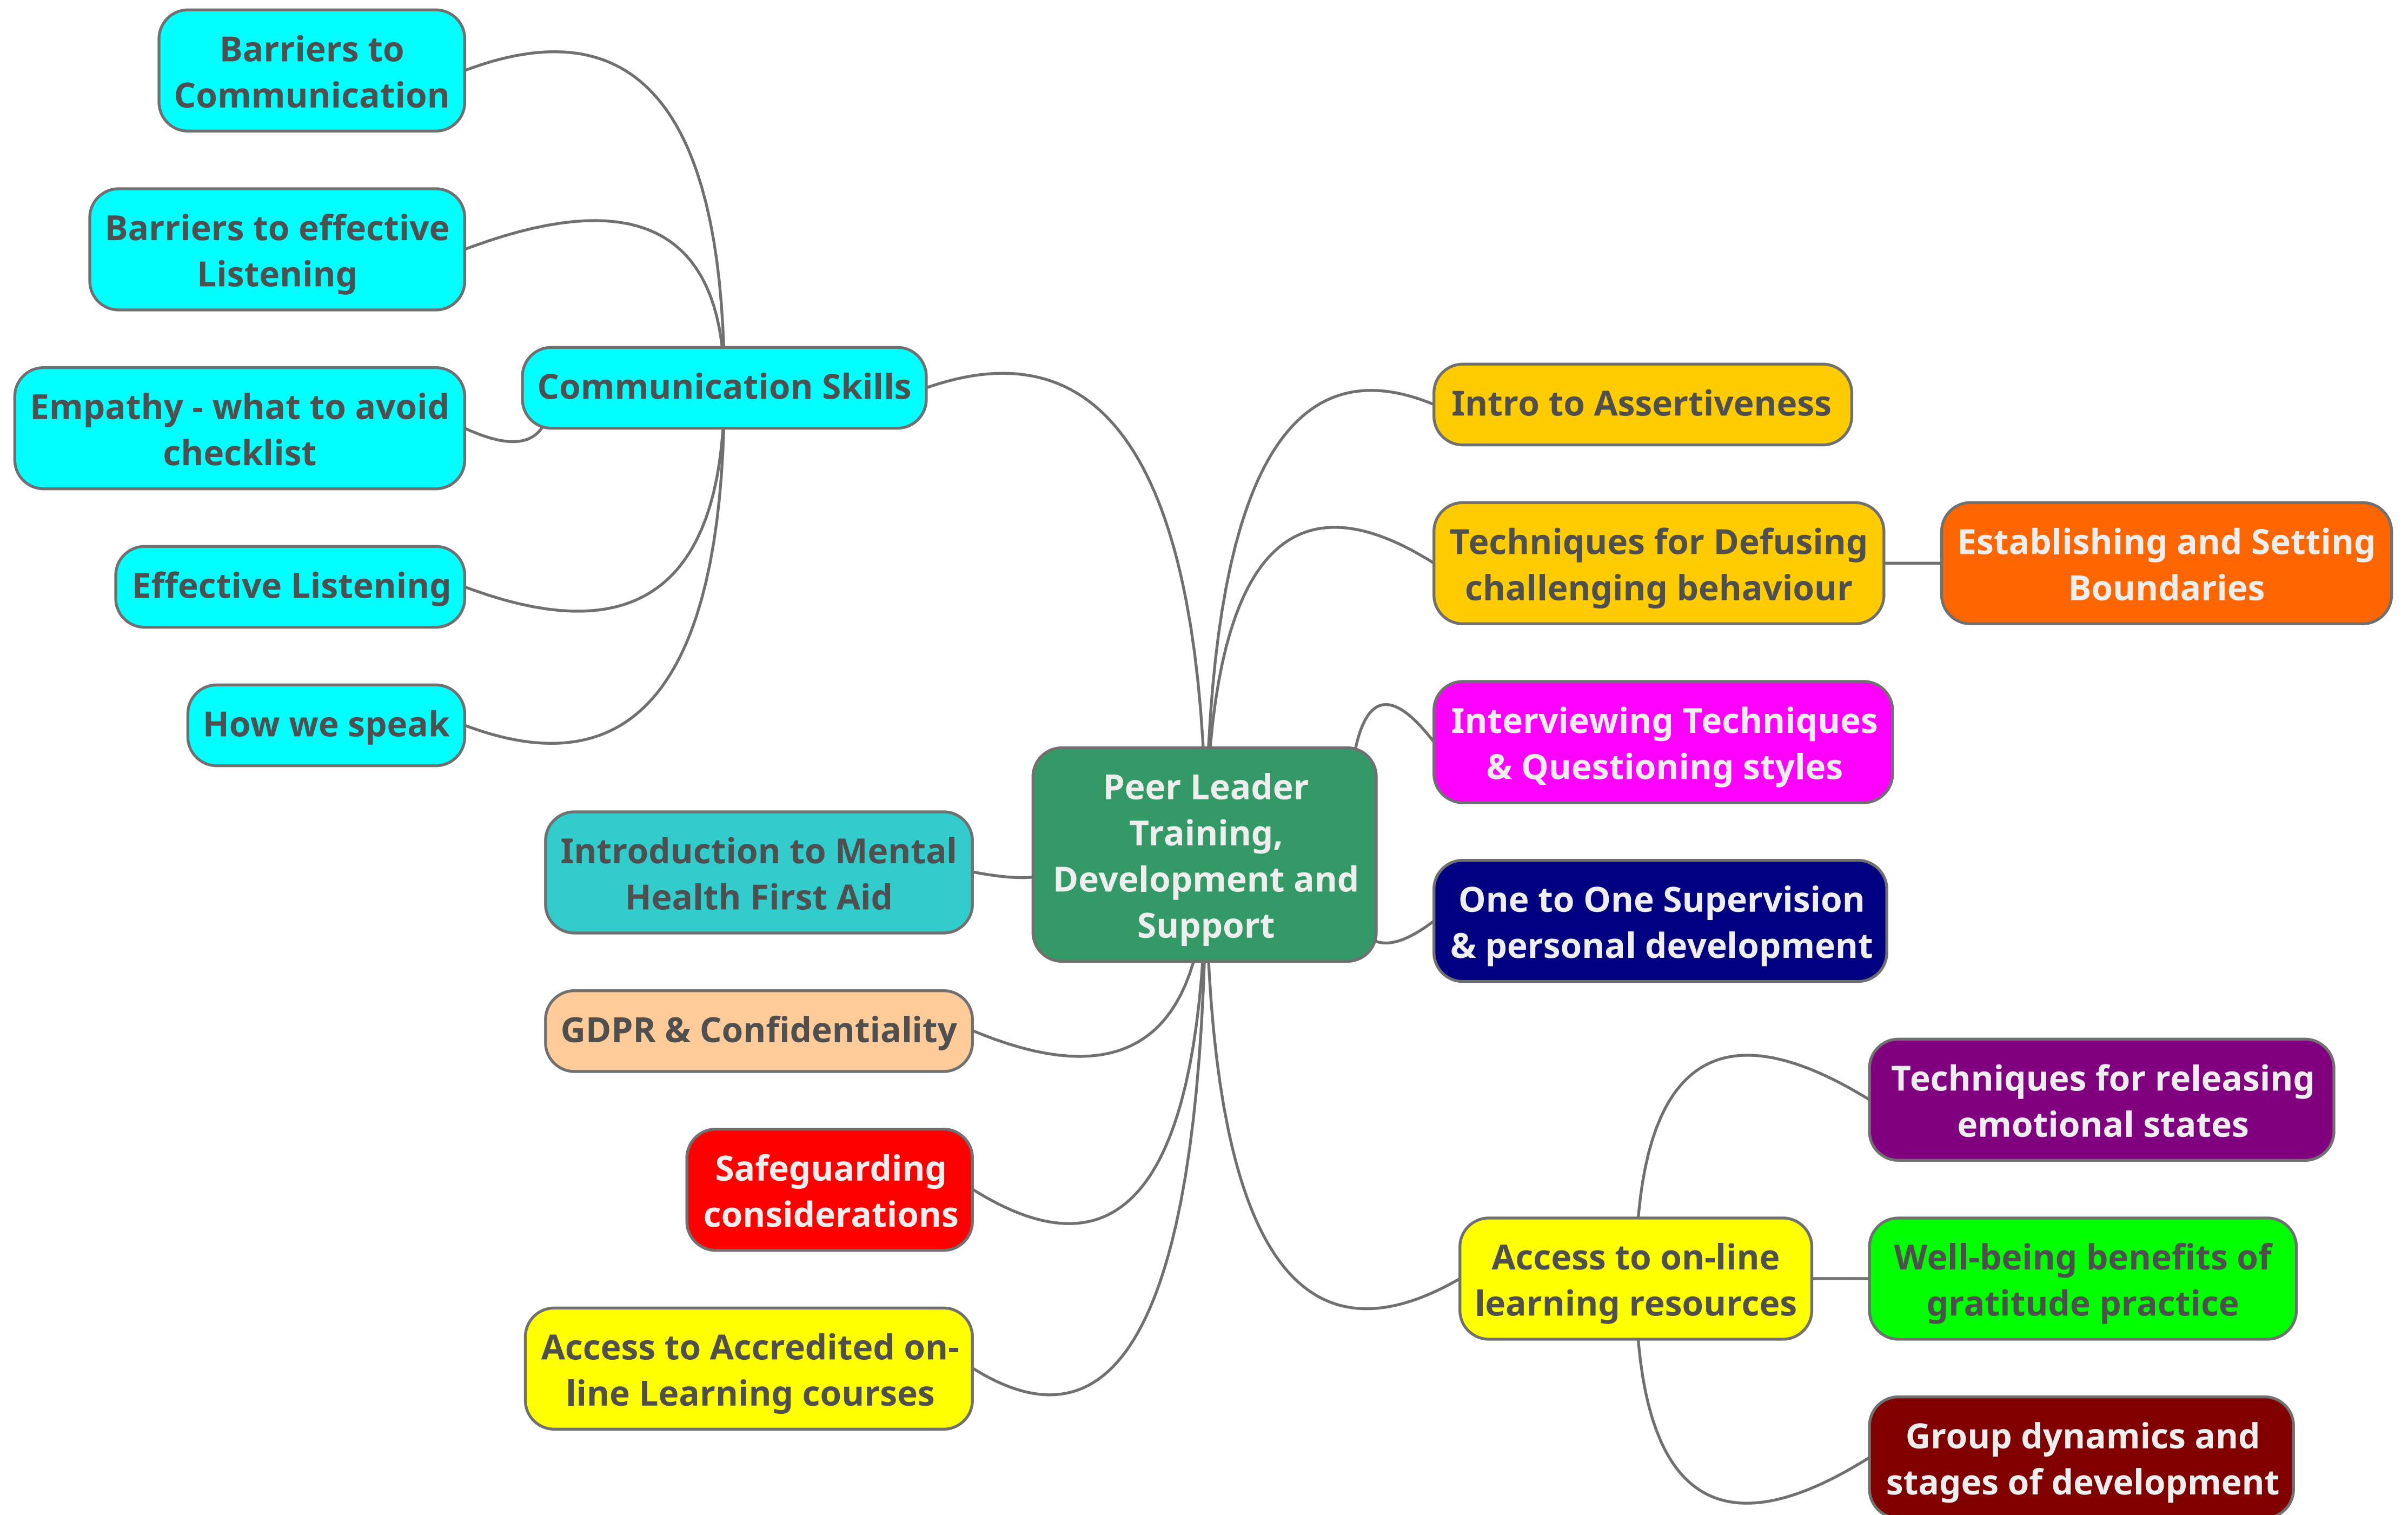 Barriers to
Communication
Barriers to effective
Listening
Empathy - what to avoid
checklist
Effective Listening
How we speak
Communication Skills
Introduction to Mental
Health First Aid
GDPR & Confidentiality
Safeguarding
considerations
Access to Accredited on-
line Learning courses
Peer Leader
Training,
Development and
Support
Intro to Assertiveness
Techniques for Defusing
challenging behaviour
Establishing and Setting
Boundaries
Interviewing Techniques
& Questioning styles
One to One Supervision
& personal development
Access to on-line
learning resources
Techniques for releasing
emotional states
Well-being benefits of
gratitude practice
Group dynamics and
stages of development